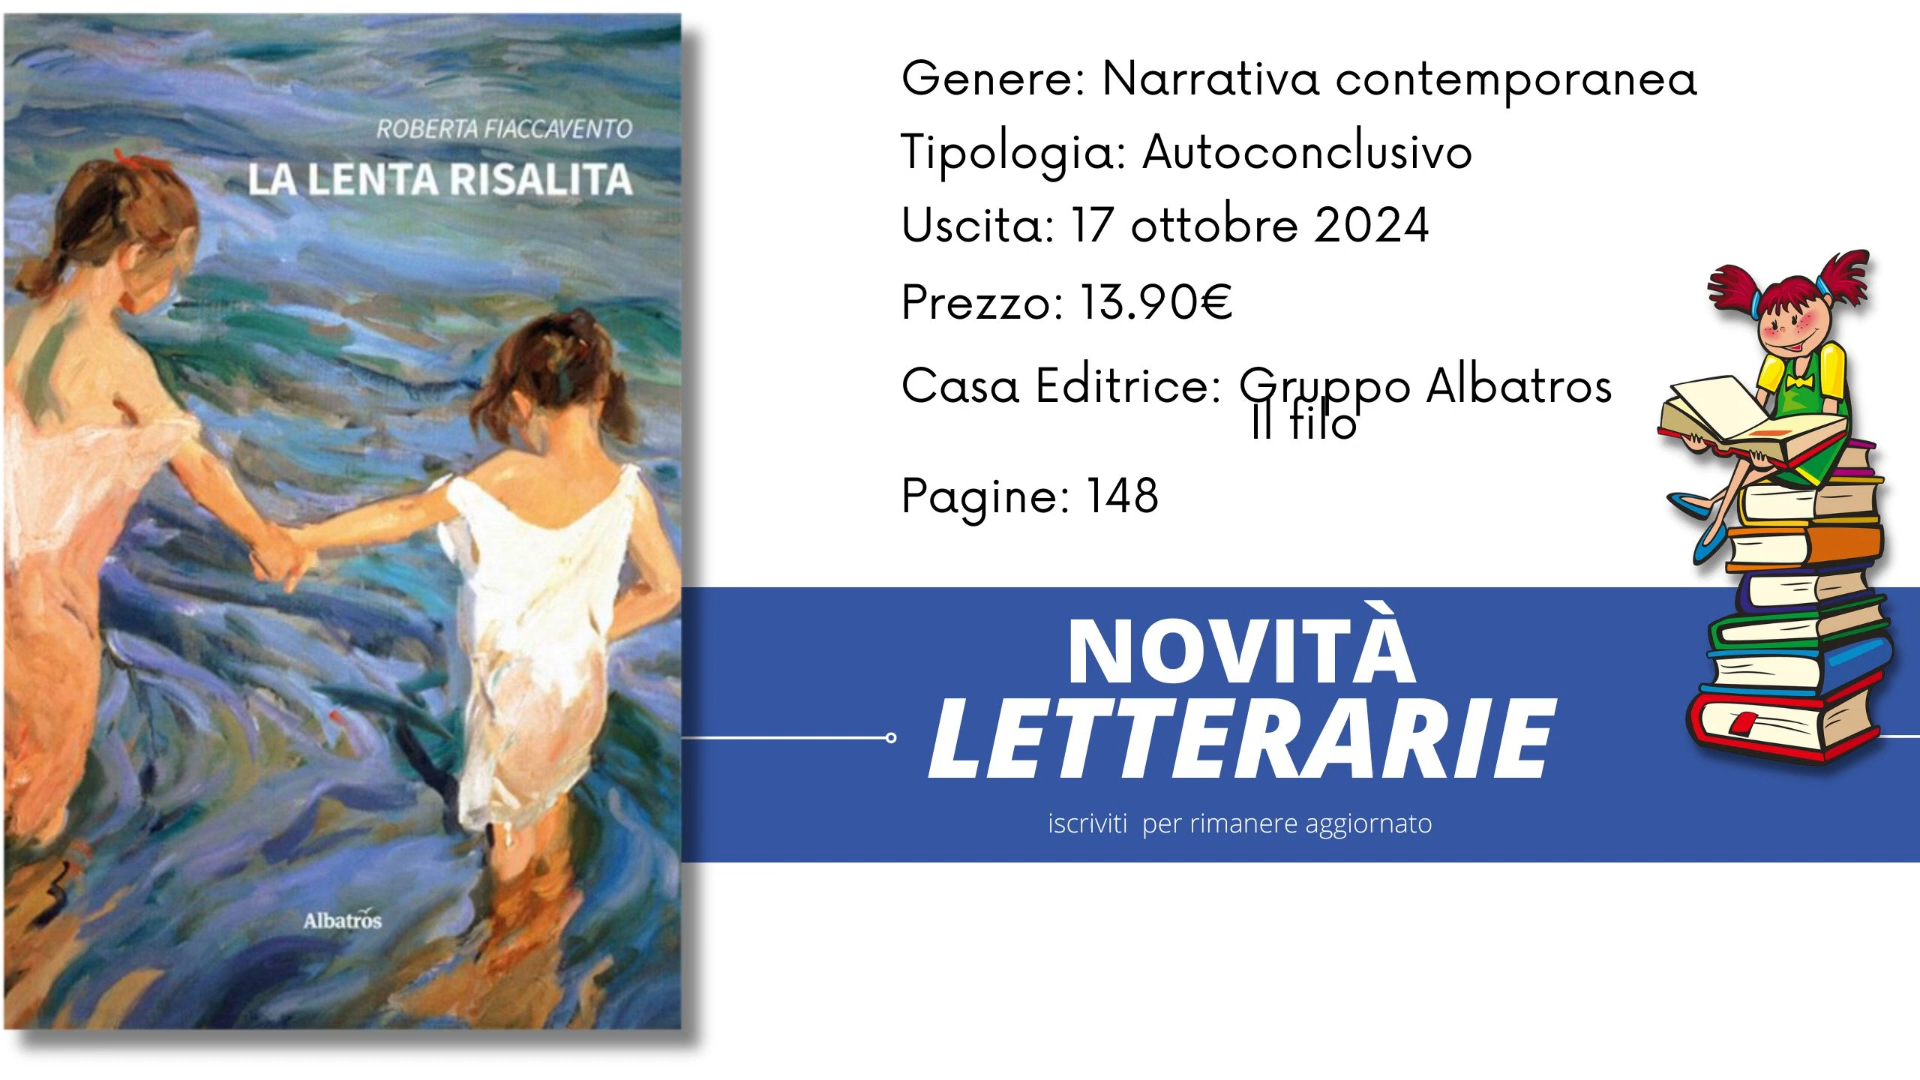 ROBERTA FIACCAVENTO
LA LENTA RISALITA
Albatros
Genere: Narrativa contemporanea
Tipologia: Autoconclusivo
Uscita: 17 ottobre 2024
Prezzo: 13.90€
Casa Editrice: Gruppo Albatros
Il filo
Pagine: 148
NOVITÀ
LETTERARIE
iscriviti per rimanere aggiornato